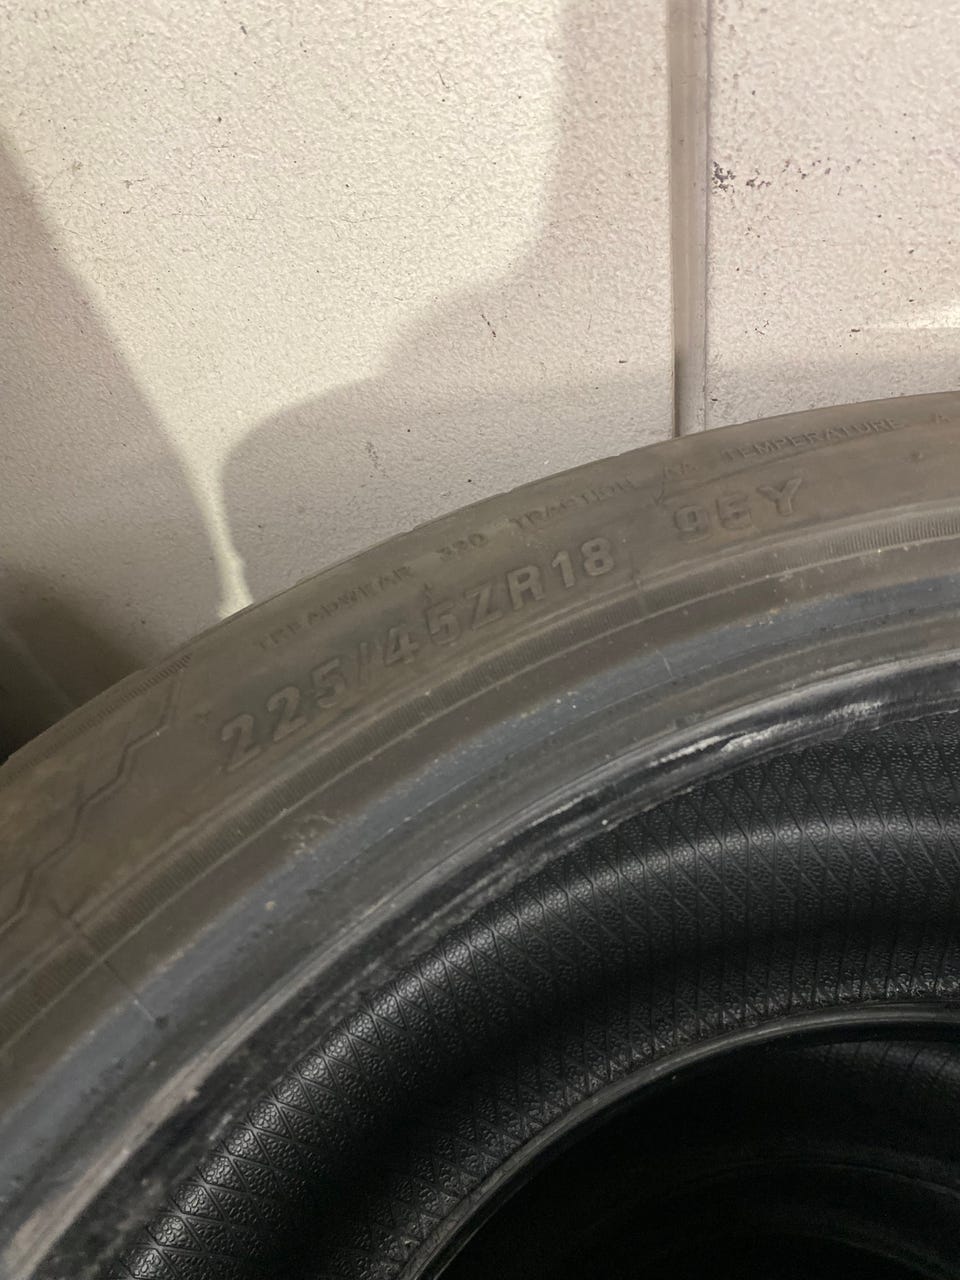 TREADWEAR 320 TRACTION AA TEMPERATURE A
225/45ZR18 95Y